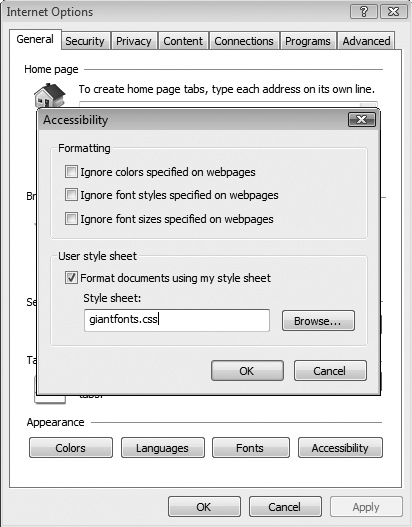 Internet Options
General Security Privacy Content Connections Programs Advanced
Home page
To create home page tabs, type each address on its own line.
Accessibility
Formatting
Ignore colors specified on webpages
Ignore font styles specified on webpages
Ignore font sizes specified on webpages
User style sheet
Format documents using my style sheet
Style sheet:
giantfonts.css
Browse...
OK Cancel
tabs.
Appearance
Colors Languages Fonts Accessibility
OK Cancel Apply